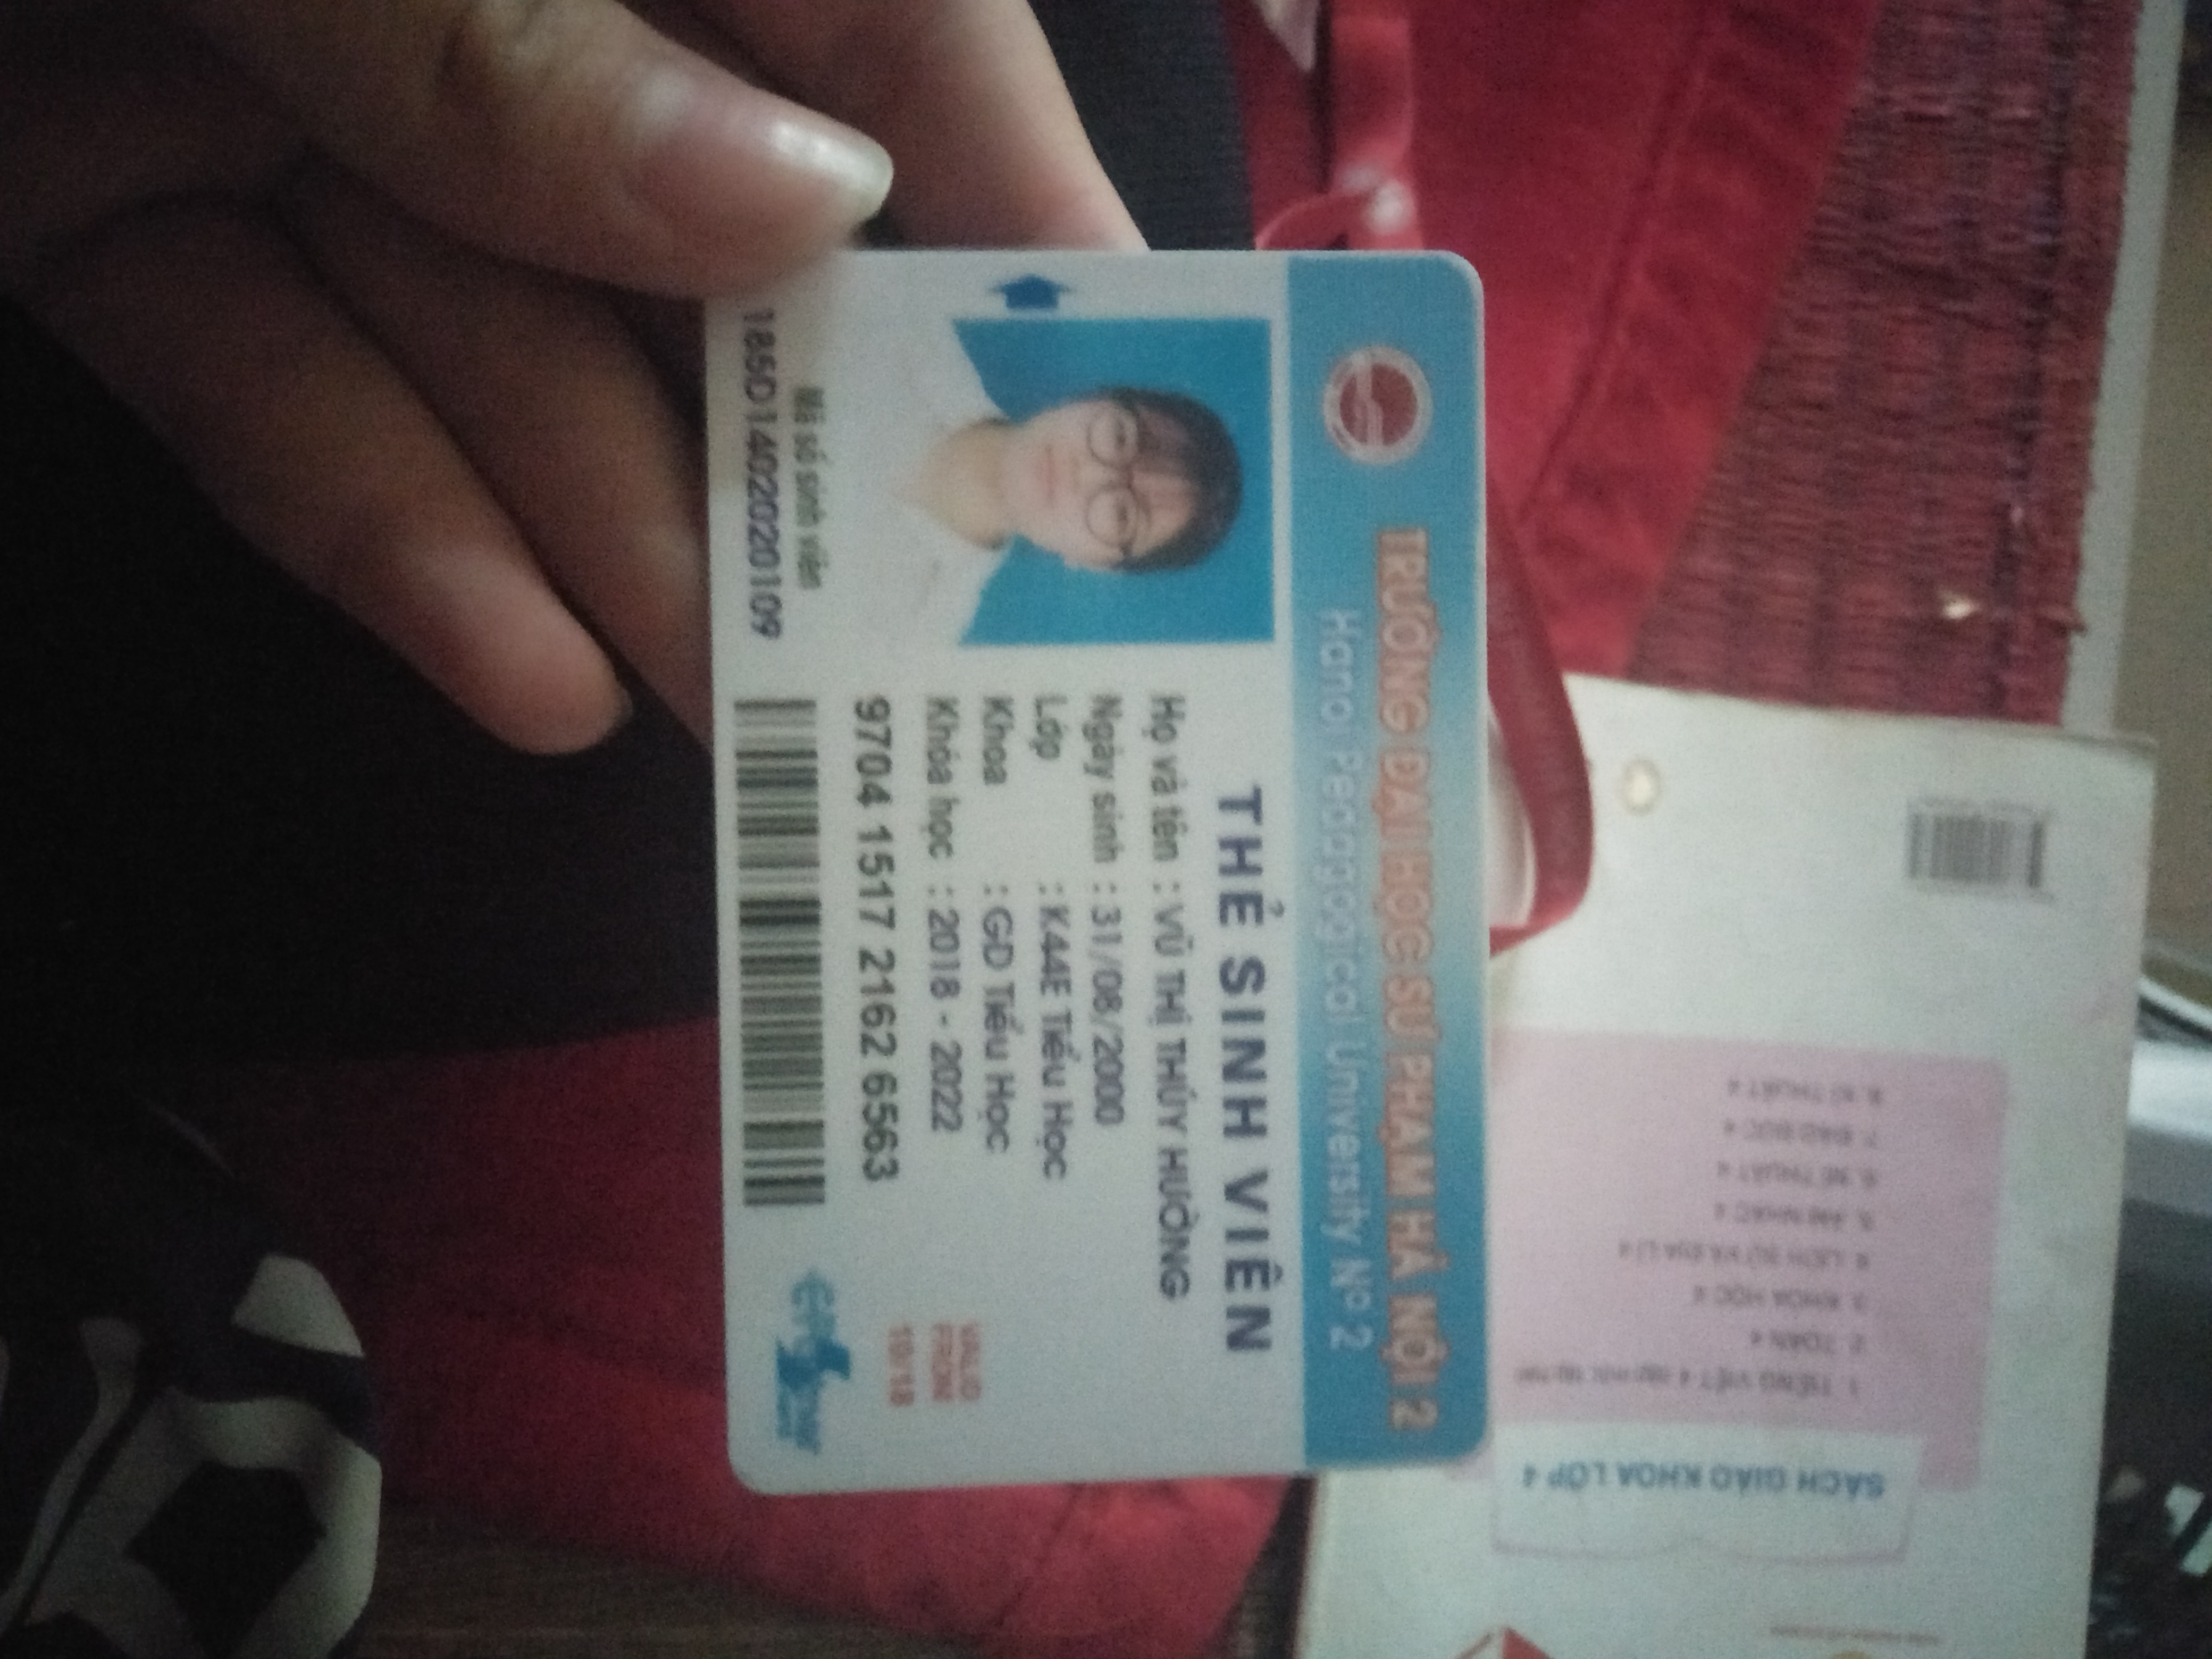 TRƯỜNG ĐẠI HỌC SƯ PHẠM HÀ NỘI 2
Hanoi Pedagogical University Nº 2
THẺ SINH VIÊN
Họ và tên : VŨ THỊ THÚY HƯỜNG
Ngày sinh : 31/08/2000
Lớp : K44E Tiểu Học
Khoa : GD Tiểu Học
Khóa học : 2018 - 2022
9704 1517 2162 6563
VALID
FROM
10/18
Mã số sinh viên
185D140202020109
SÁCH GIÁO KHOA LỚP 4
1. TIẾNG VIỆT 4
2. TOÁN 4
3. KHOA HỌC 4
4. LỊCH SỬ VÀ ĐỊA LÍ 4
5. ÂM NHẠC 4
6. MĨ THUẬT 4
7. ĐẠO ĐỨC 4
8. KĨ THUẬT 4